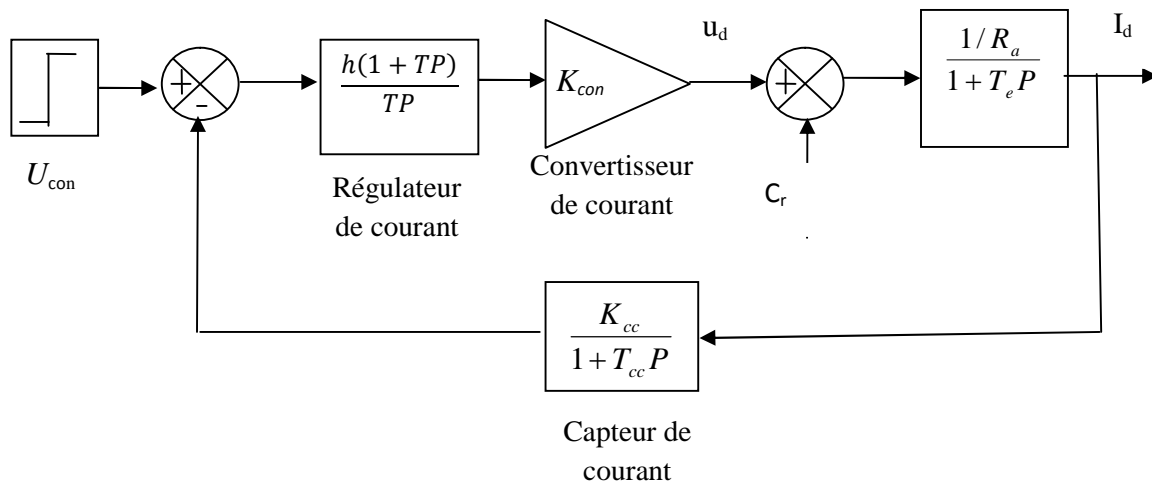 u_d
I_d
+
-
h(1 + TP)
TP
K_con
+
1/ R_a
1 + T_e P
U_con
Régulateur
de courant
Convertisseur
de courant
C_r
K_cc
1 + T_cc P
Capteur de
courant